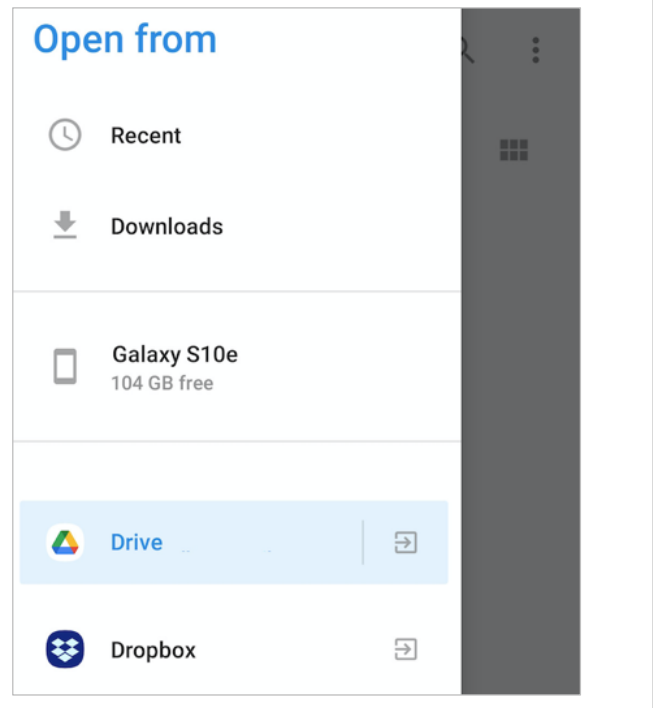 Open from
Recent
Downloads
Galaxy S10e
104 GB free
Drive
Dropbox